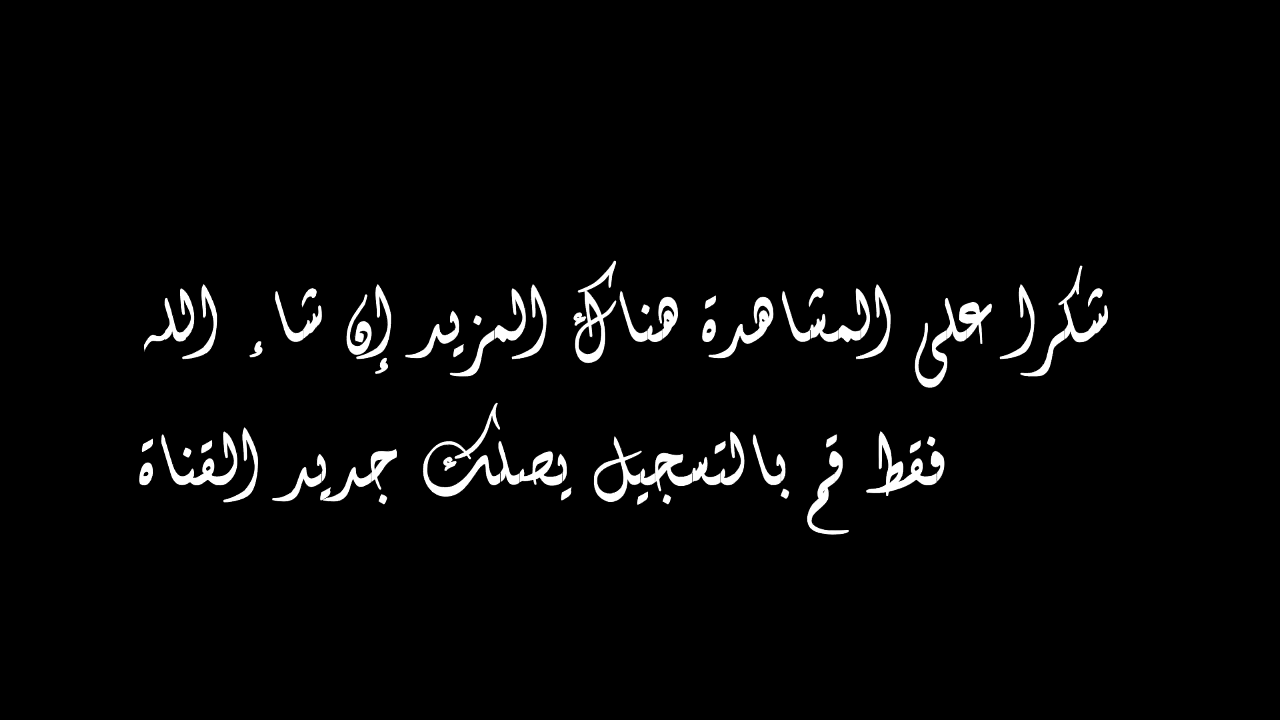 شكرا على المشاهدة هناك المزيد إن شاء الله
فقط قم بالتسجيل يصلك جديد القناة